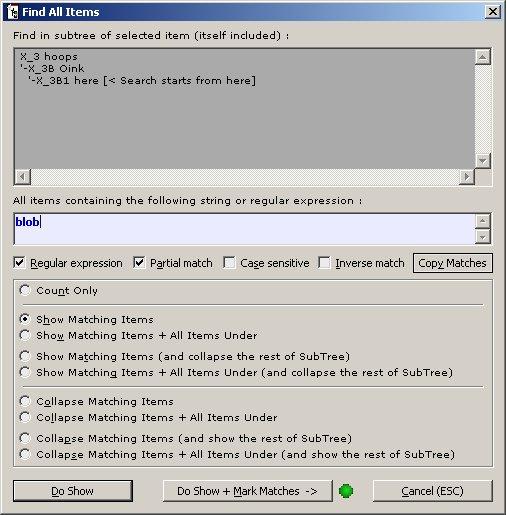 Find All Items
Find in subtree of selected item (itself included) :
X_3 hoops
'-X_3B Oink
'-X_3B1 here [< Search starts from here]
All items containing the following string or regular expression :
blob
Regular expression Partial match Case sensitive Inverse match Copy Matches
Count Only
Show Matching Items
Show Matching Items + All Items Under
Show Matching Items (and collapse the rest of SubTree)
Show Matching Items + All Items Under (and collapse the rest of SubTree)
Collapse Matching Items
Collapse Matching Items + All Items Under
Collapse Matching Items (and show the rest of SubTree)
Collapse Matching Items + All Items Under (and show the rest of SubTree)
Do Show Do Show + Mark Matches -> Cancel (ESC)